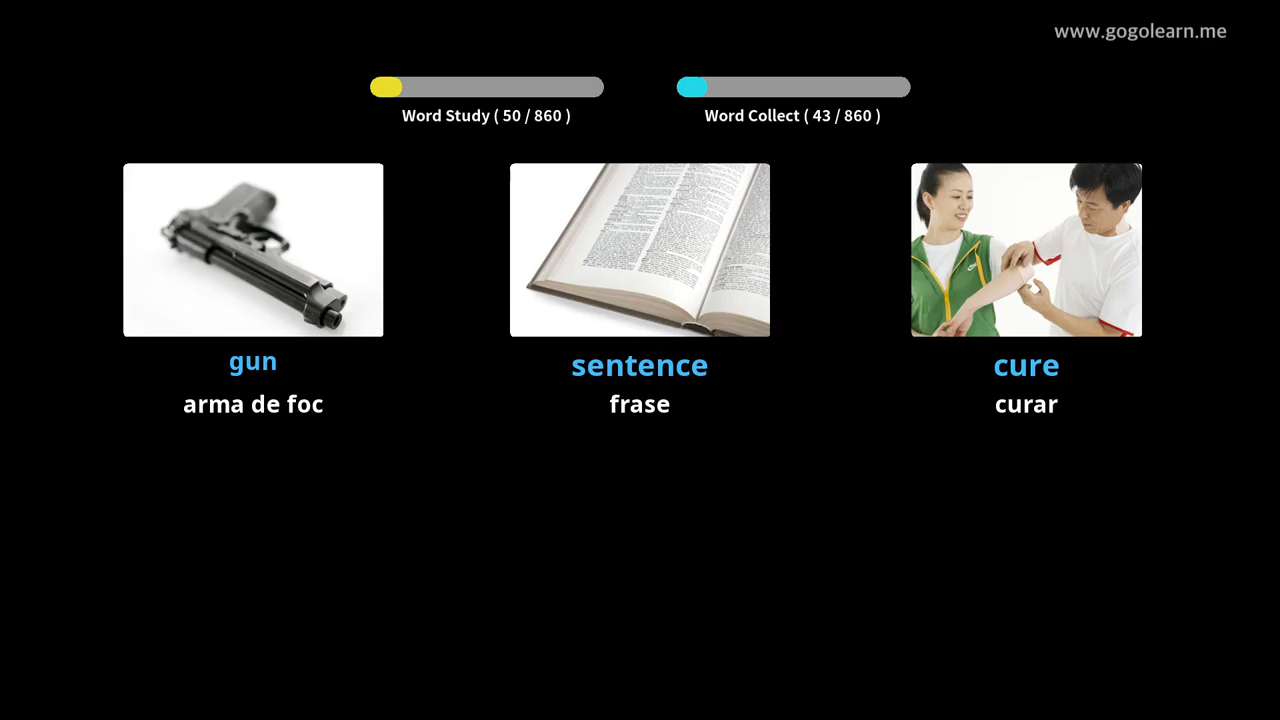 www.gogolearn.me
Word Study ( 50 / 860 )
Word Collect ( 43 / 860 )
gun
arma de foc
sentence
frase
cure
curar